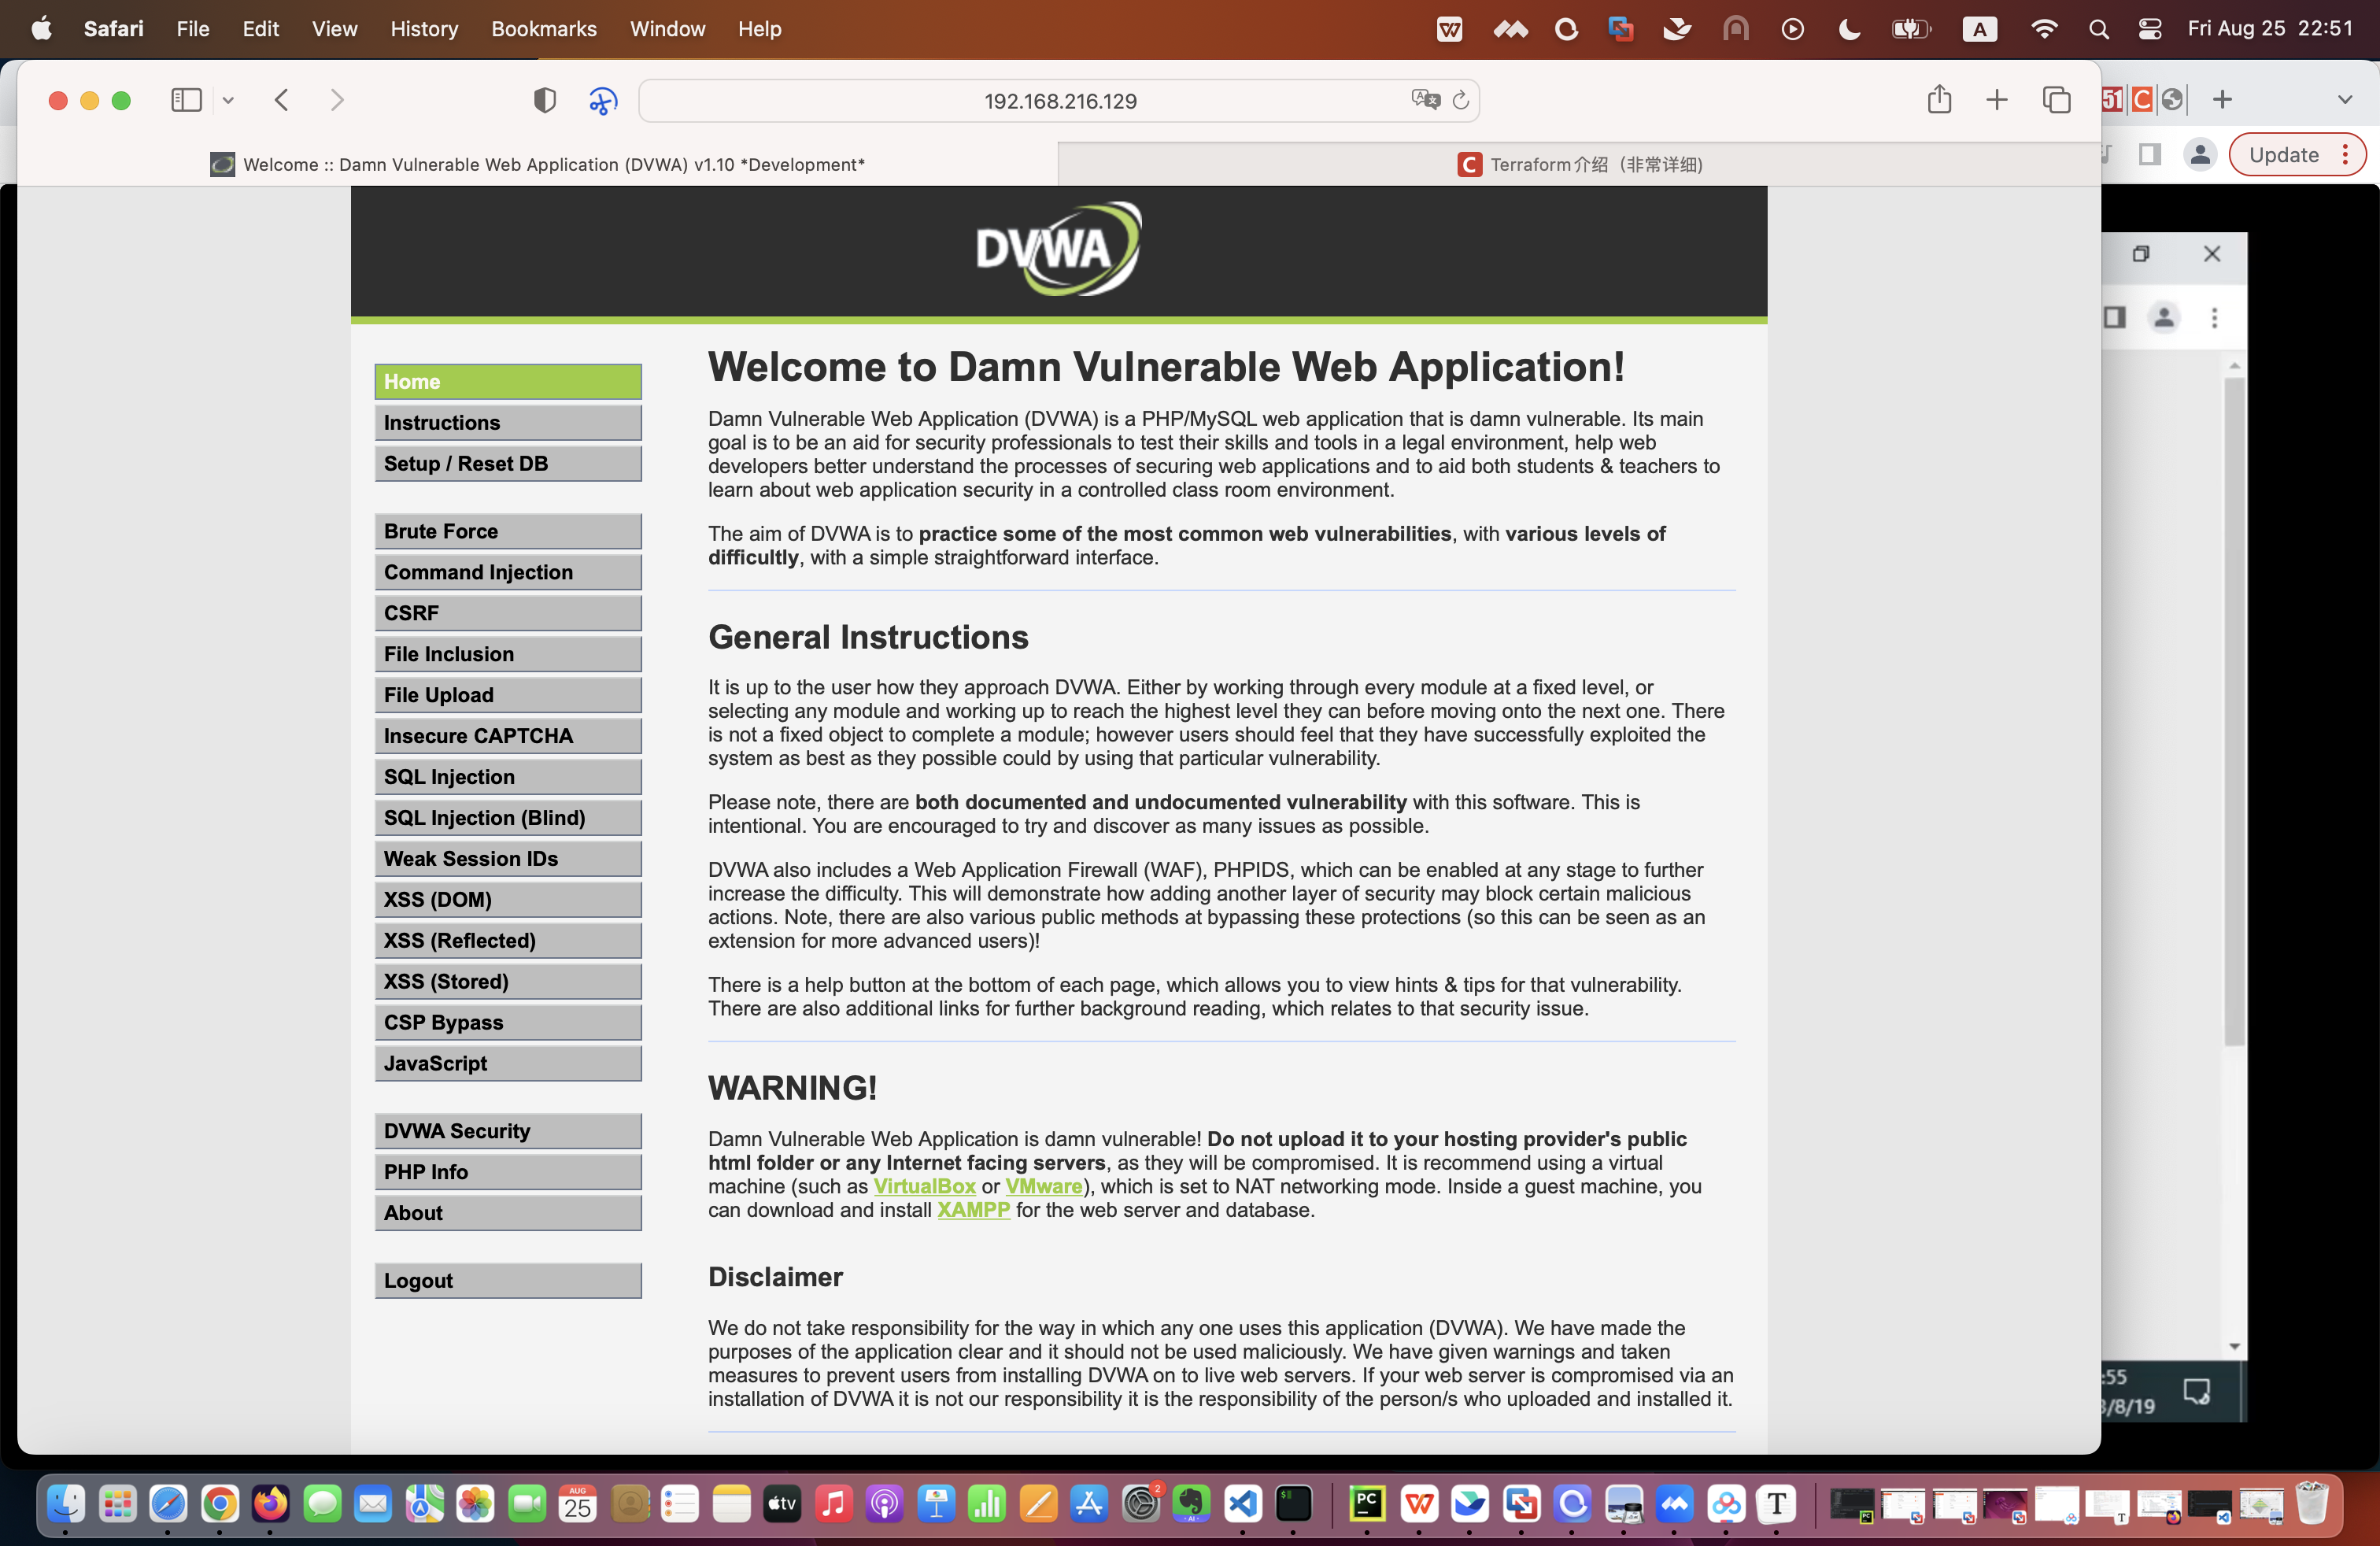 Safari File Edit View History Bookmarks Window Help
A
Fri Aug 25 22:51
192.168.216.129
51
C
Welcome :: Damn Vulnerable Web Application (DVWA) v1.10 *Development*
C Terraform介绍（非常详细)
Update
DVWA
Home
Instructions
Setup / Reset DB
Brute Force
Command Injection
CSRF
File Inclusion
File Upload
Insecure CAPTCHA
SQL Injection
SQL Injection (Blind)
Weak Session IDs
XSS (DOM)
XSS (Reflected)
XSS (Stored)
CSP Bypass
JavaScript
DVWA Security
PHP Info
About
Logout
Welcome to Damn Vulnerable Web Application!
Damn Vulnerable Web Application (DVWA) is a PHP/MySQL web application that is damn vulnerable. Its main
goal is to be an aid for security professionals to test their skills and tools in a legal environment, help web
developers better understand the processes of securing web applications and to aid both students & teachers to
learn about web application security in a controlled class room environment.
The aim of DVWA is to practice some of the most common web vulnerabilities, with various levels of
difficultly, with a simple straightforward interface.
General Instructions
It is up to the user how they approach DVWA. Either by working through every module at a fixed level, or
selecting any module and working up to reach the highest level they can before moving onto the next one. There
is not a fixed object to complete a module; however users should feel that they have successfully exploited the
system as best as they possible could by using that particular vulnerability.
Please note, there are both documented and undocumented vulnerability with this software. This is
intentional. You are encouraged to try and discover as many issues as possible.
DVWA also includes a Web Application Firewall (WAF), PHPIDS, which can be enabled at any stage to further
increase the difficulty. This will demonstrate how adding another layer of security may block certain malicious
actions. Note, there are also various public methods at bypassing these protections (so this can be seen as an
extension for more advanced users)!
There is a help button at the bottom of each page, which allows you to view hints & tips for that vulnerability.
There are also additional links for further background reading, which relates to that security issue.
WARNING!
Damn Vulnerable Web Application is damn vulnerable! Do not upload it to your hosting provider's public
html folder or any Internet facing servers, as they will be compromised. It is recommend using a virtual
machine (such as VirtualBox or VMware), which is set to NAT networking mode. Inside a guest machine, you
can download and install XAMPP for the web server and database.
Disclaimer
We do not take responsibility for the way in which any one uses this application (DVWA). We have made the
purposes of the application clear and it should not be used maliciously. We have given warnings and taken
measures to prevent users from installing DVWA on to live web servers. If your web server is compromised via an
installation of DVWA it is not our responsibility it is the responsibility of the person/s who uploaded and installed it.
:55
/8/19
AUG
25
tv
2
AI
PC
W
T